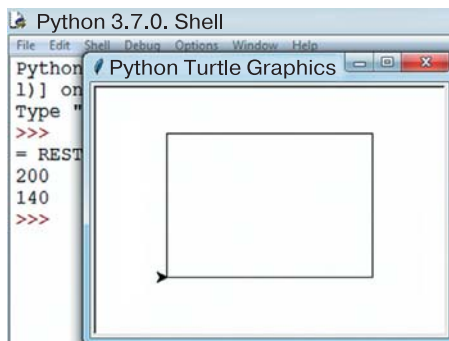 Python 3.7.0. Shell
File Edit Shell Debug Options Window Help
Python
1)] on
Type "
>>>
= REST
200
140
>>>
Python Turtle Graphics